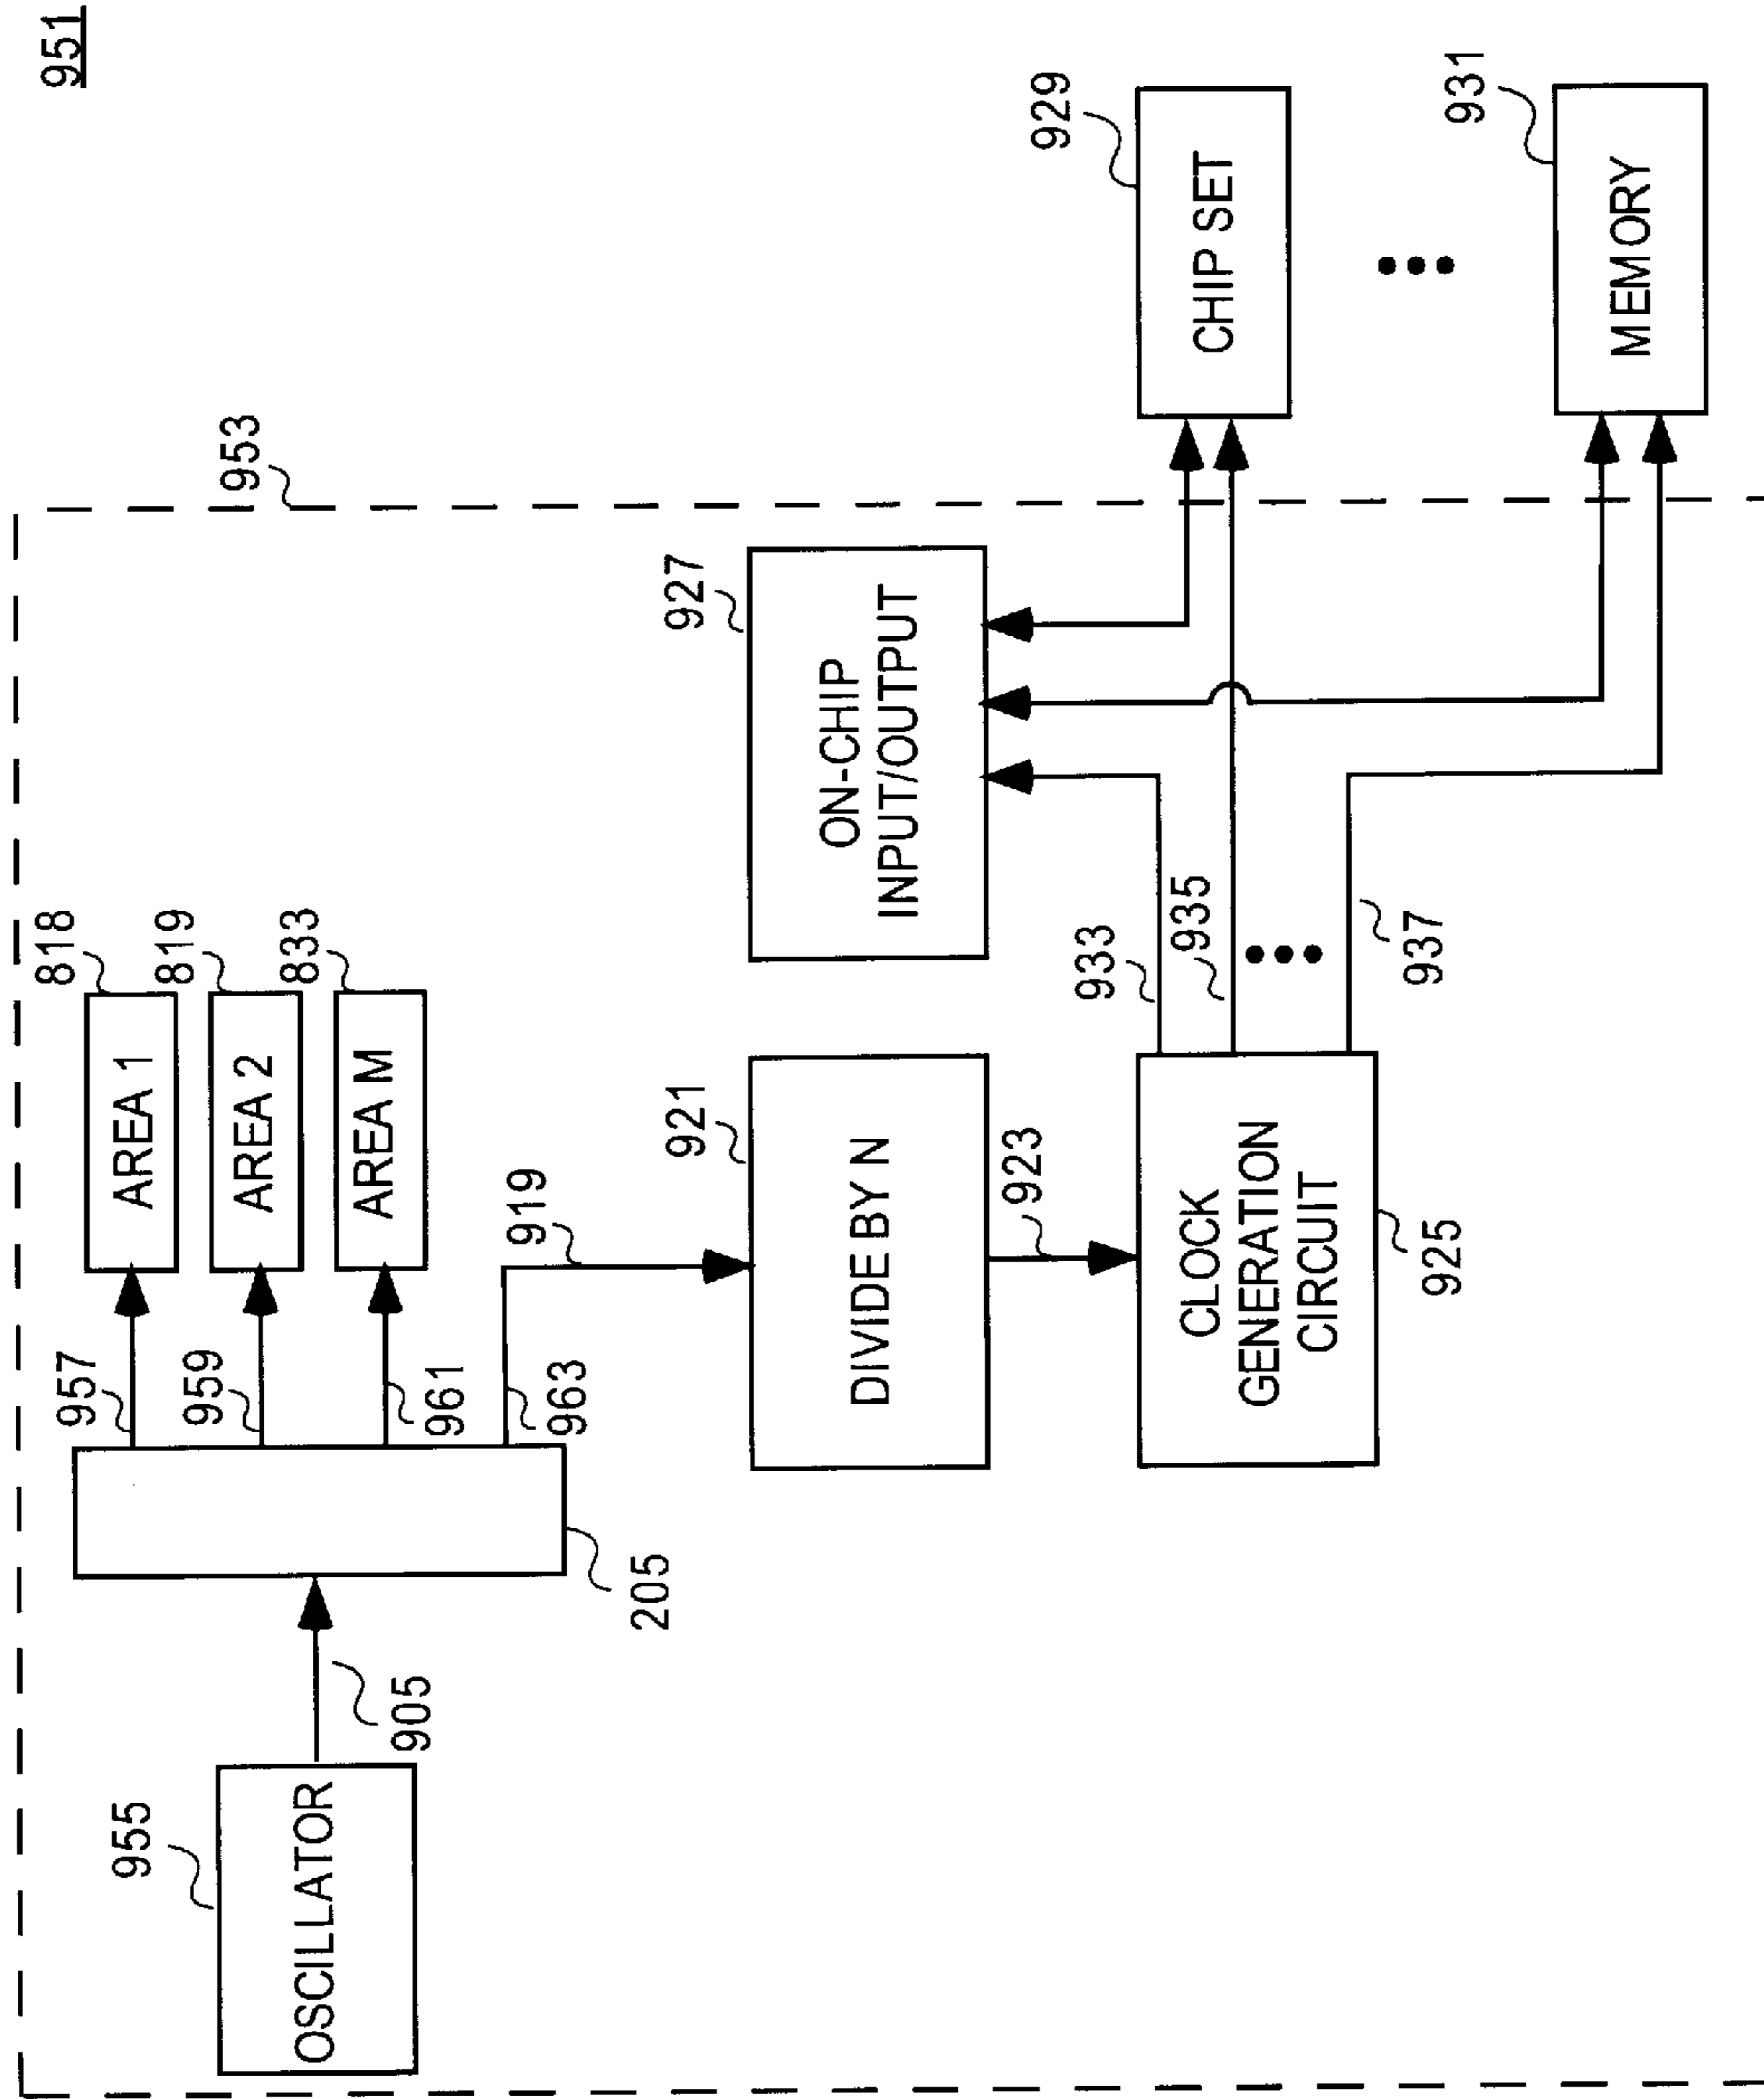 951
953
955
OSCILLATOR
905
205
957
959
961
963
AREA 1
818
AREA 2
819
AREA M
833
919
921
DIVIDE BY N
923
CLOCK
GENERATION
CIRCUIT
925
927
ON-CHIP
INPUT/OUTPUT
933
935
937
929
CHIP SET
931
MEMORY